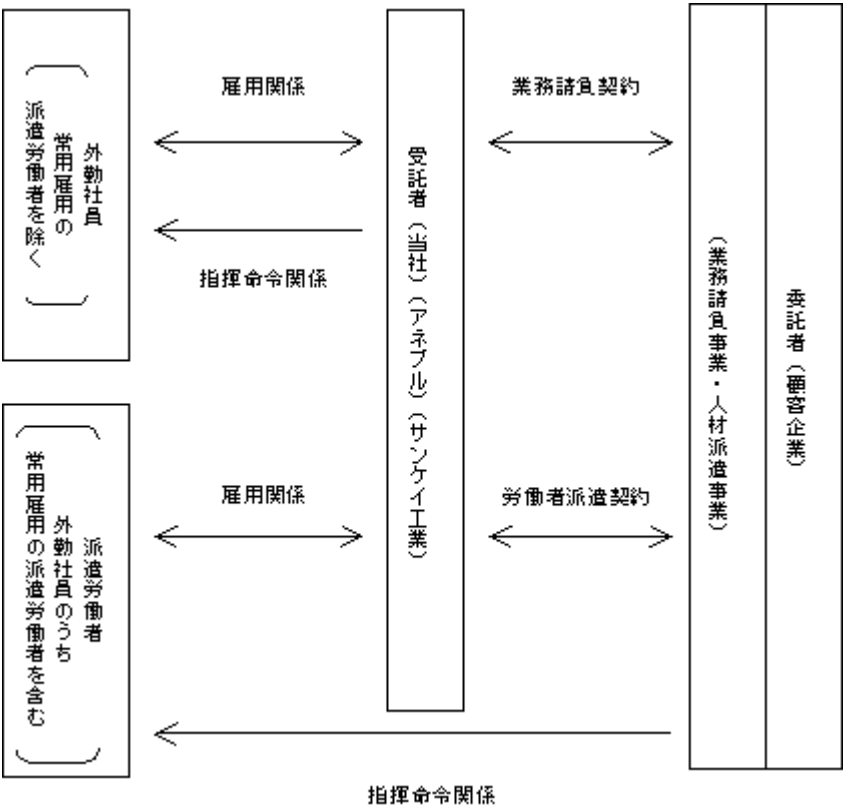 外勤社員
常用雇用の
派遣労働者を除く
雇用関係
指揮命令関係
業務請負契約
受託者(当社)(アネブル)(サンケイ工業)
委託者(顧客企業)
(業務請負事業・人材派遣事業)
派遣労働者
外勤社員のうち
常用雇用の派遣労働者を含む
雇用関係
労働者派遣契約
指揮命令関係